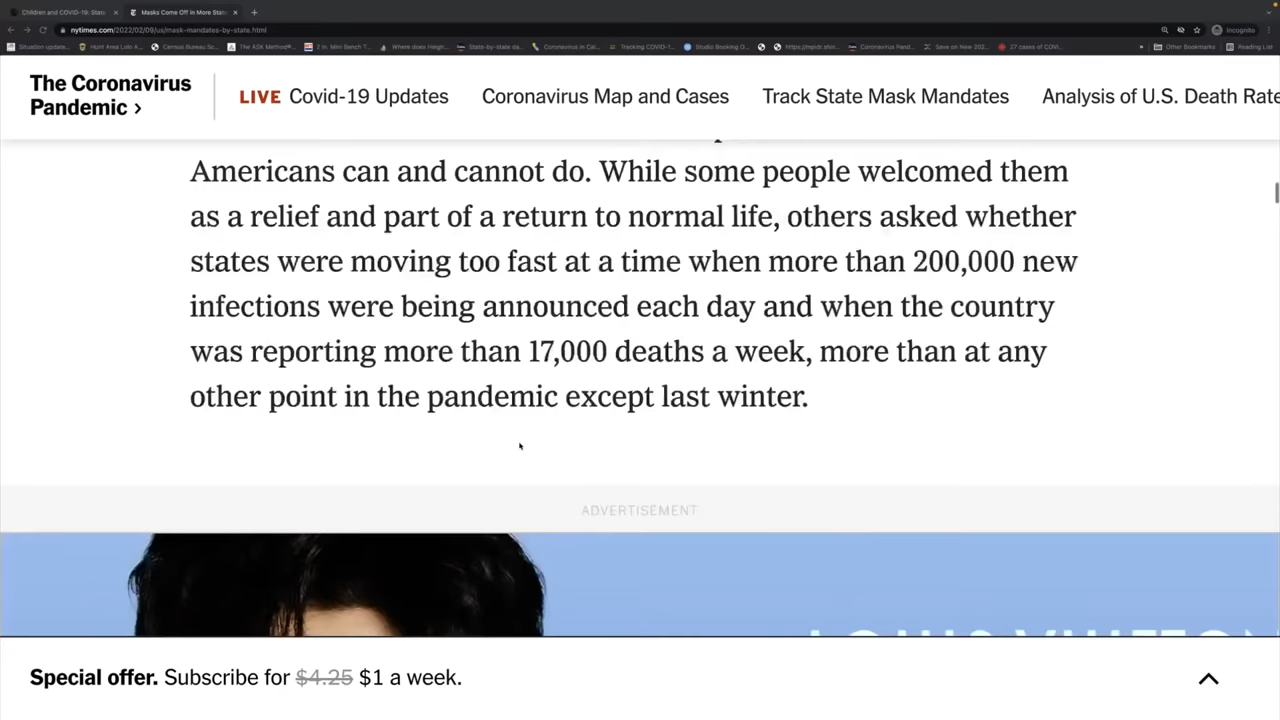 Children and COVID-19: State
Masks Come Off in More Stat
nytimes.com/2022/02/09/us/mask-mandates-by-state.html
Incognito
Situation update... Hunt Area Lolo A... Census Bureau Sc... The ASK Method®... 2 in. Mini Bench T... Where does Heigh... State-by-state da... Coronavirus in Cal... Tracking COVID-1... Studio Booking O... https://mpidr.shin... Coronavirus Pand... Save on New 202... 27 cases of COVI... » Other Bookmarks Reading List
The Coronavirus
Pandemic ›
LIVE Covid-19 Updates Coronavirus Map and Cases Track State Mask Mandates Analysis of U.S. Death Rate
Americans can and cannot do. While some people welcomed them
as a relief and part of a return to normal life, others asked whether
states were moving too fast at a time when more than 200,000 new
infections were being announced each day and when the country
was reporting more than 17,000 deaths a week, more than at any
other point in the pandemic except last winter.
ADVERTISEMENT
LOUIS VUITTON
Special offer. Subscribe for $4.25 $1 a week.